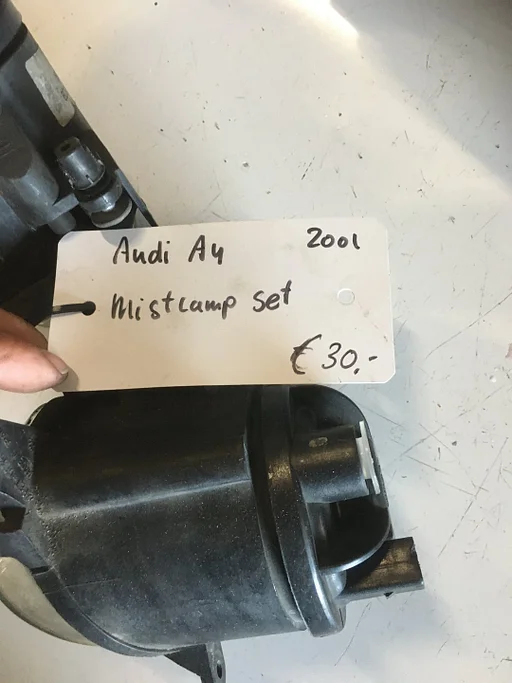 Audi A4 2001
Mistlamp set
€ 30,-